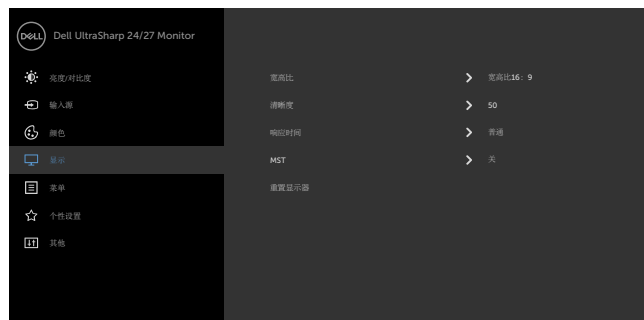 DELL Dell UltraSharp 24/27 Monitor
亮度/对比度 宽高比 宽高比16: 9
输入源 清晰度 50
颜色 响应时间 普通
显示 MST 关
菜单 重置显示器
个性设置
其他